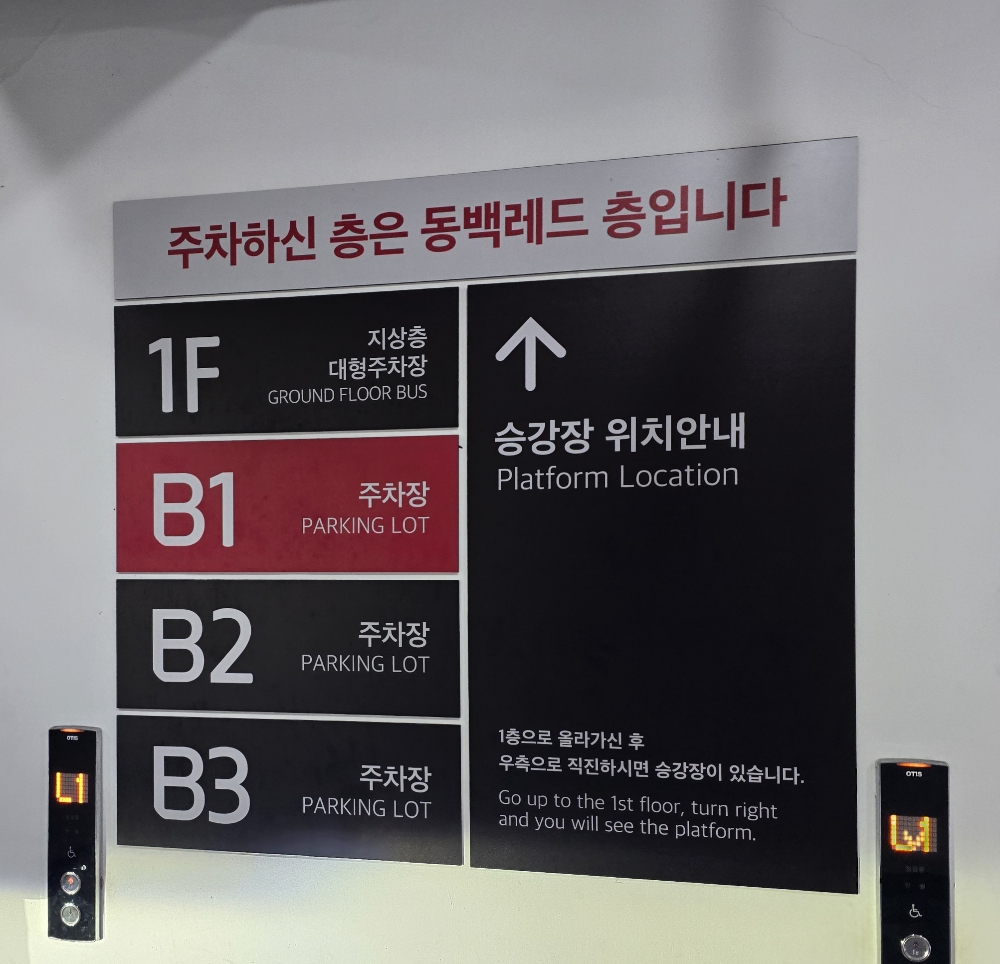 주차하신 층은 동백레드 층입니다
1F
지상층
대형주차장
GROUND FLOOR BUS
B1
주차장
PARKING LOT
B2
주차장
PARKING LOT
B3
주차장
PARKING LOT
승강장 위치안내
Platform Location
1층으로 올라가신 후
우측으로 직진하시면 승강장이 있습니다.
Go up to the 1st floor, turn right
and you will see the platform.
OTIS
OTIS